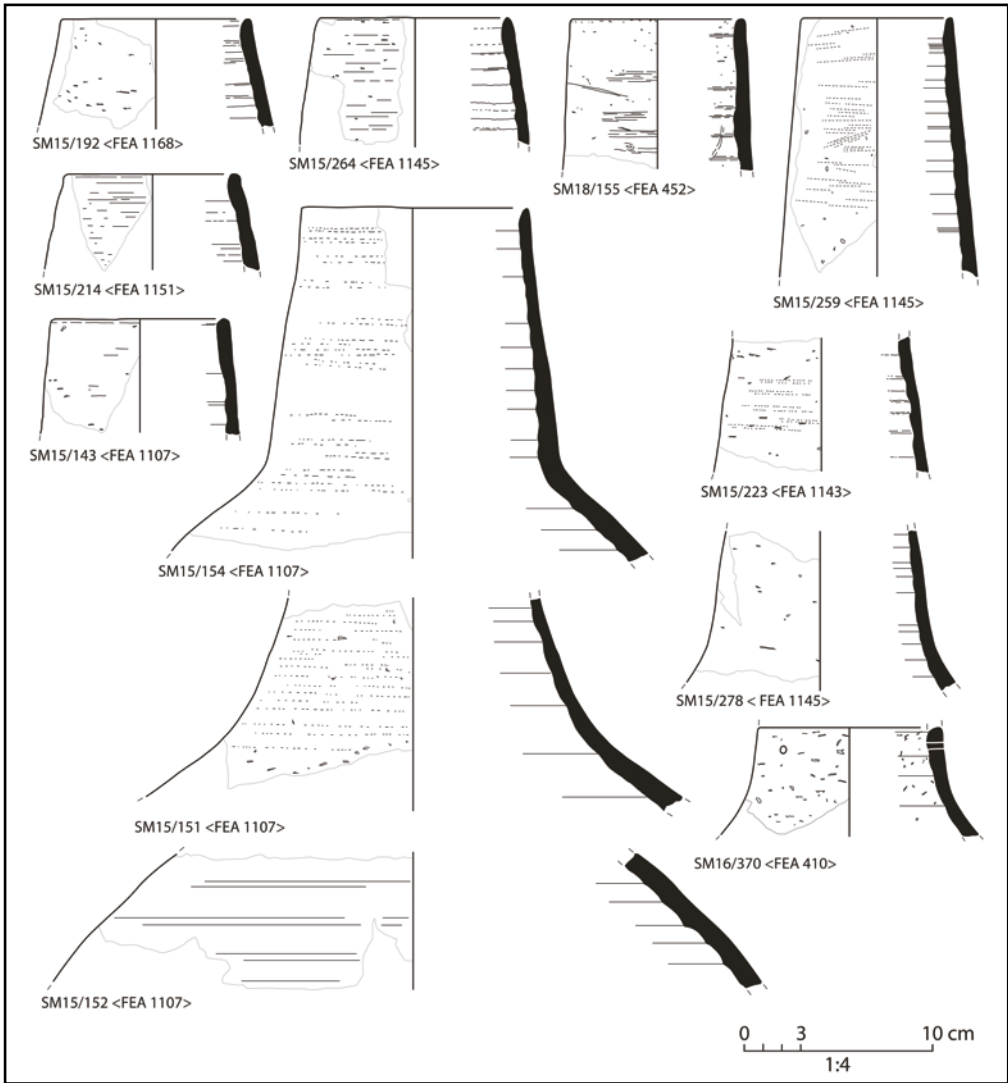 SM15/192 <FEA 1168>
SM15/264 <FEA 1145>
SM18/155 <FEA 452>
SM15/259 <FEA 1145>
SM15/214 <FEA 1151>
SM15/143 <FEA 1107>
SM15/154 <FEA 1107>
SM15/223 <FEA 1143>
SM15/278 < FEA 1145>
SM15/151 <FEA 1107>
SM16/370 <FEA 410>
SM15/152 <FEA 1107>
0 3 10 cm
1:4